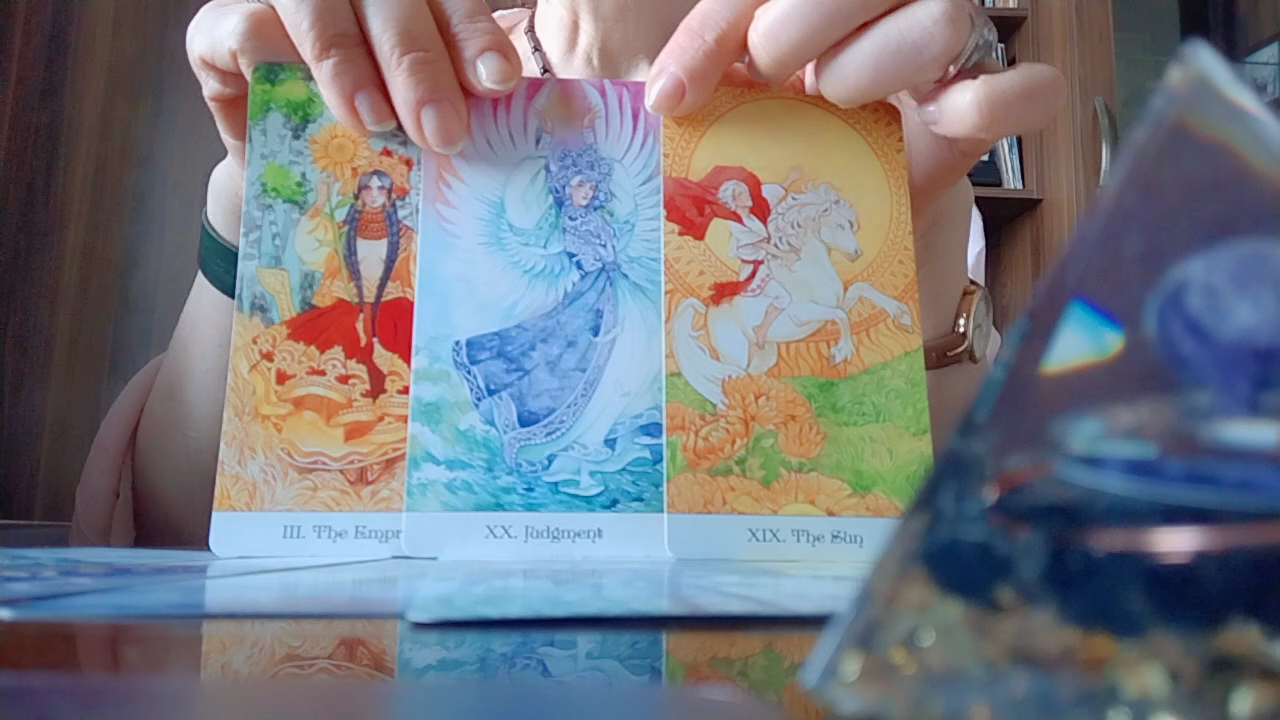 III. The Empr
XX. Judgment
XIX. The Sun